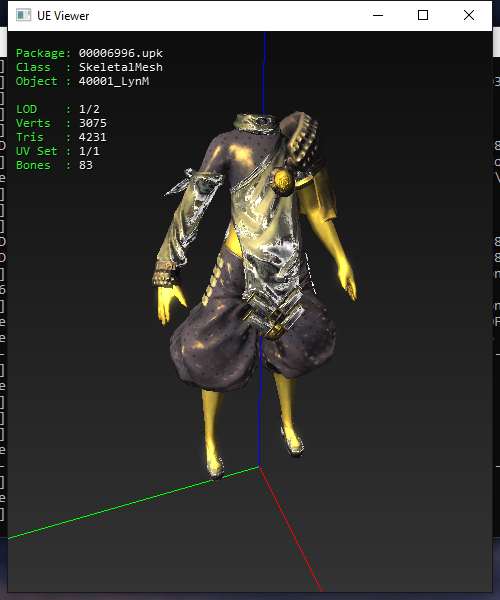 UE Viewer
Package: 00006996.upk
Class  : SkeletalMesh
Object : 40001_LynM
LOD    : 1/2
Verts  : 3075
Tris   : 4231
UV Set : 1/1
Bones  : 83